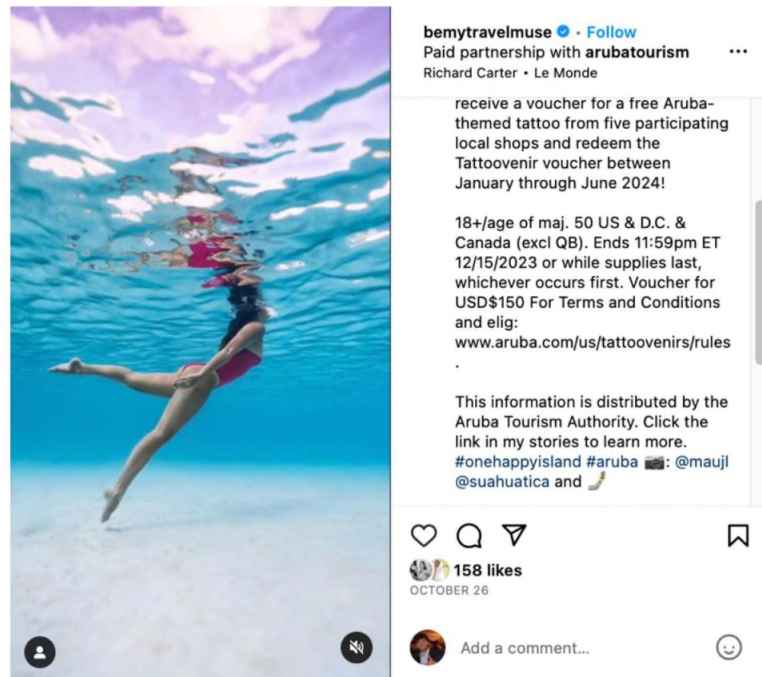 bemytravelmuse • Follow
Paid partnership with arubatourism
Richard Carter • Le Monde
receive a voucher for a free Aruba-
themed tattoo from five participating
local shops and redeem the
Tattoovenir voucher between
January through June 2024!
18+/age of maj. 50 US & D.C. &
Canada (excl QB). Ends 11:59pm ET
12/15/2023 or while supplies last,
whichever occurs first. Voucher for
USD$150 For Terms and Conditions
and elig:
www.aruba.com/us/tattoovenirs/rules
.
This information is distributed by the
Aruba Tourism Authority. Click the
link in my stories to learn more.
#onehappyisland #aruba 📷: @maujl
@suahuatica and 🤳
158 likes
OCTOBER 26
Add a comment...